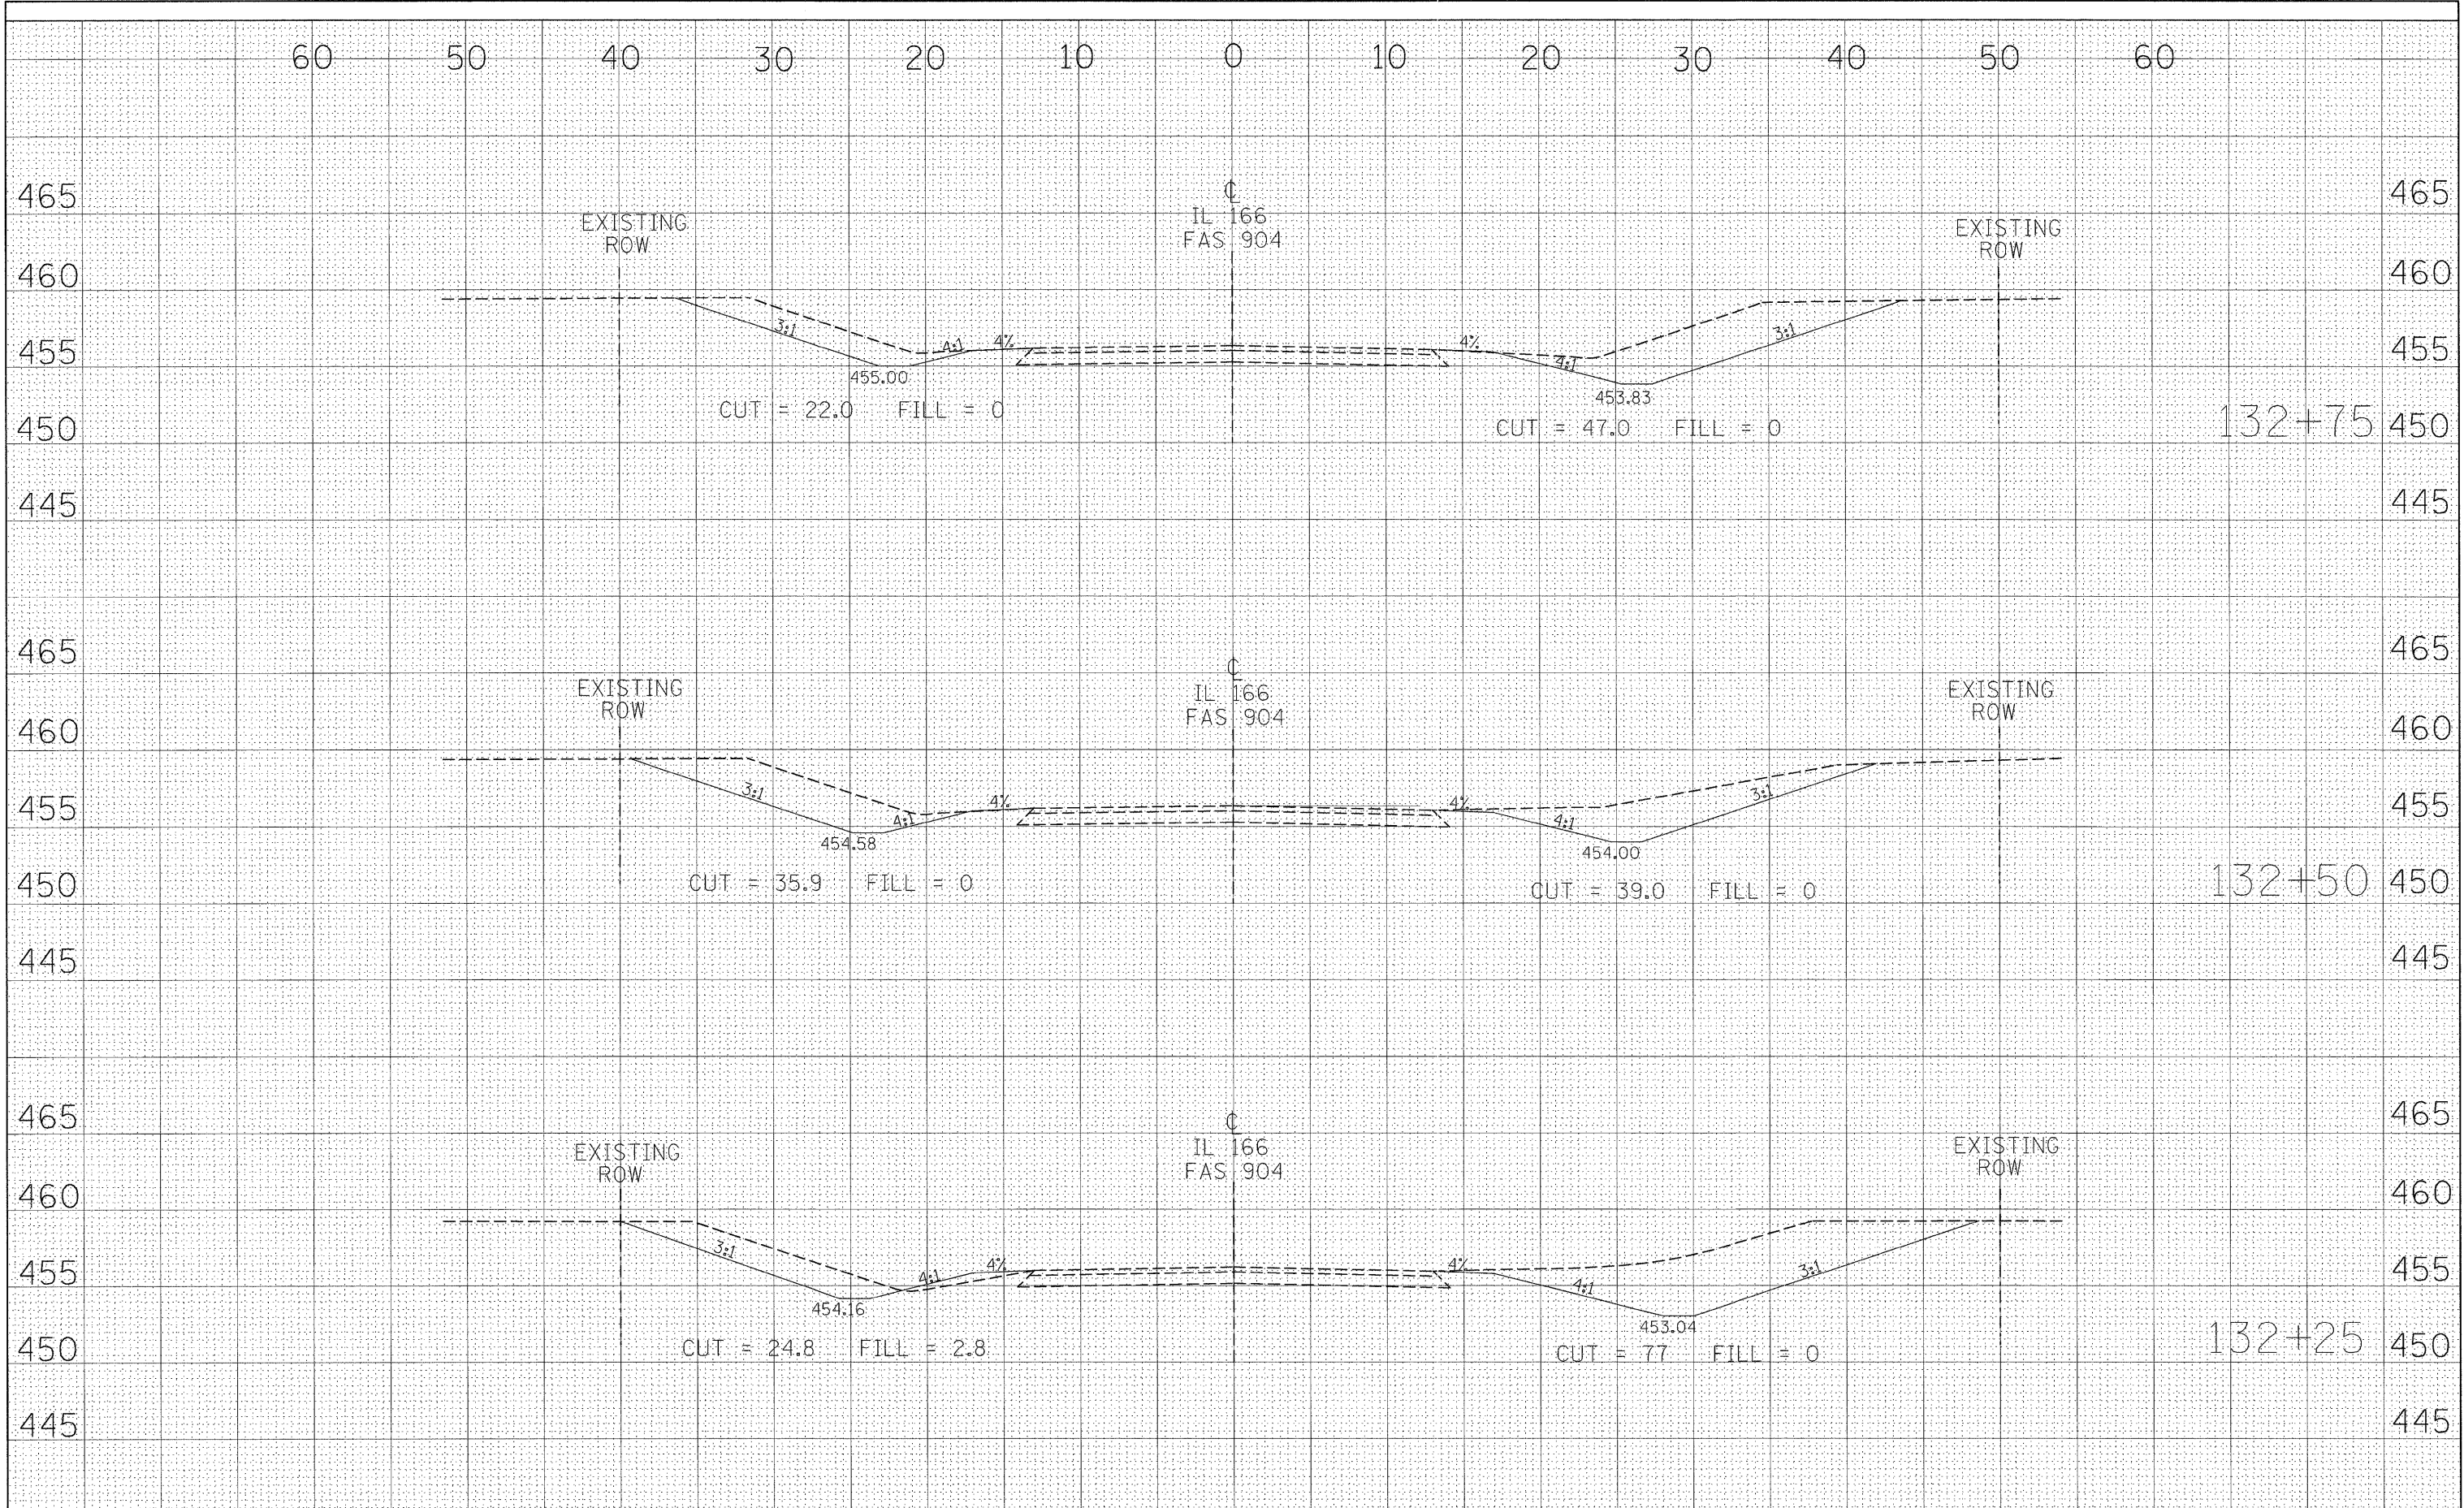 60 50 40 30 20 10 0 10 20 30 40 50 60
465 ℄ 465
EXISTING IL 166 EXISTING
ROW FAS 904 ROW
460 460
3:1 4:1 4% 4% 4:1 3:1
455 455
455.00 453.83
CUT = 22.0 FILL = 0 CUT = 47.0 FILL = 0
450 132+75 450
445 445
465 ℄ 465
EXISTING IL 166 EXISTING
ROW FAS 904 ROW
460 460
3:1 4:1 4% 4% 4:1 3:1
455 455
454.58 454.00
CUT = 35.9 FILL = 0 CUT = 39.0 FILL = 0
450 132+50 450
445 445
465 ℄ 465
EXISTING IL 166 EXISTING
ROW FAS 904 ROW
460 460
3:1 4:1 4% 4% 4:1 3:1
455 455
454.16 453.04
CUT = 24.8 FILL = 2.8 CUT = 77 FILL = 0
450 132+25 450
445 445